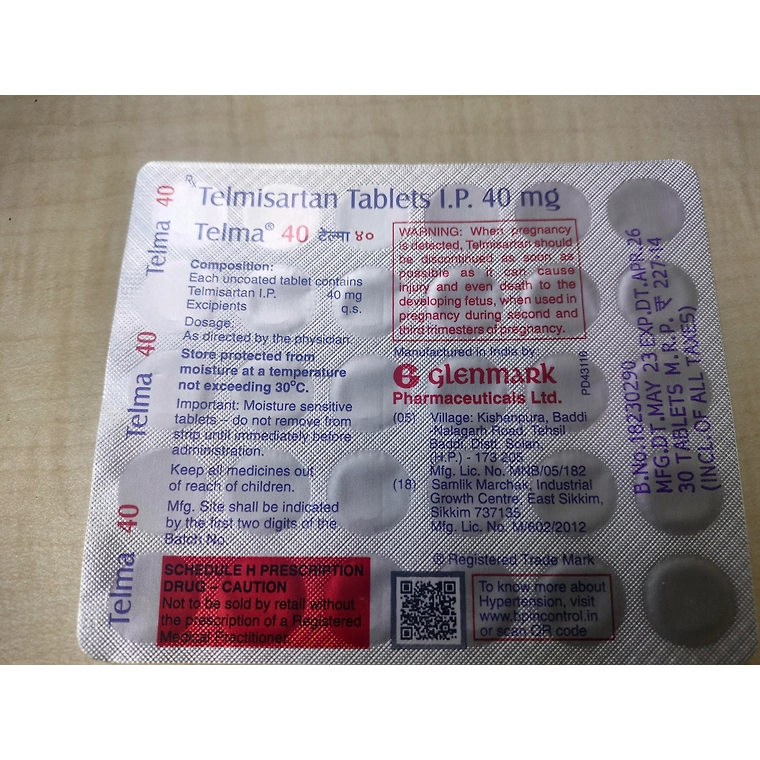 Rx Telmisartan Tablets I.P. 40 mg
Telma® 40 टेल्मा ४०
Composition:
Each uncoated tablet contains
Telmisartan I.P. 40 mg
Excipients q.s.
Dosage:
As directed by the physician.
Store protected from
moisture at a temperature
not exceeding 30°C.
Important: Moisture sensitive
tablets – do not remove from
strip until immediately before
administration.
Keep all medicines out
of reach of children.
Mfg. Site shall be indicated
by the first two digits of the
Batch No.
SCHEDULE H PRESCRIPTION
DRUG – CAUTION
Not to be sold by retail without
the prescription of a Registered
Medical Practitioner.
WARNING: When pregnancy
is detected, Telmisartan should
be discontinued as soon as
possible as it can cause
injury and even death to the
developing fetus, when used in
pregnancy during second and
third trimesters of pregnancy.
Manufactured in India by
glenmark
Pharmaceuticals Ltd.
(05) Village: Kishanpura, Baddi
Nalagarh Road, Tehsil
Baddi, Distt. Solan,
(H.P.) - 173 205
Mfg. Lic. No. MNB/05/182
(18) Samlik Marchak, Industrial
Growth Centre, East Sikkim,
Sikkim 737135.
Mfg. Lic. No. M/602/2012
® Registered Trade Mark
To know more about
Hypertension, visit
www.bpincontrol.in
or scan QR code
PD43116
Telma 40
Telma 40
Telma 40
B.No.18230290
MFG.DT.MAY 23 EXP.DT.APR.26
30 TABLETS M.R.P. ₹ 227.14
(INCL.OF ALL TAXES)